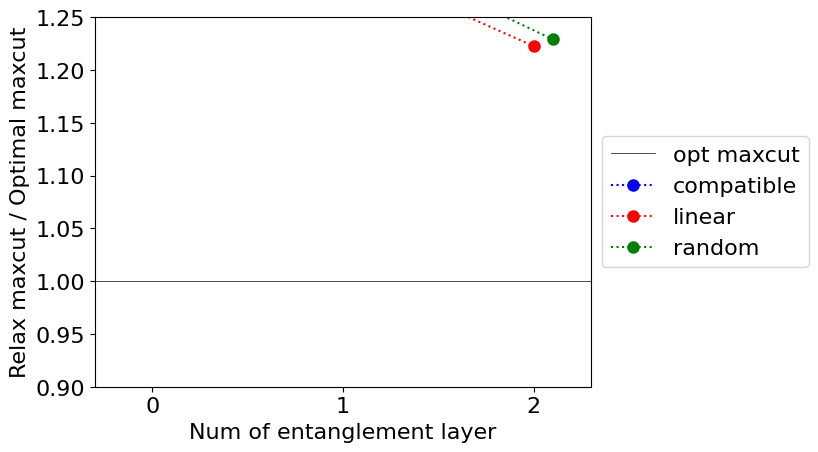 Relax maxcut / Optimal maxcut
1.25
1.20
1.15
1.10
1.05
1.00
0.95
0.90
0 1 2
Num of entanglement layer
opt maxcut
compatible
linear
random